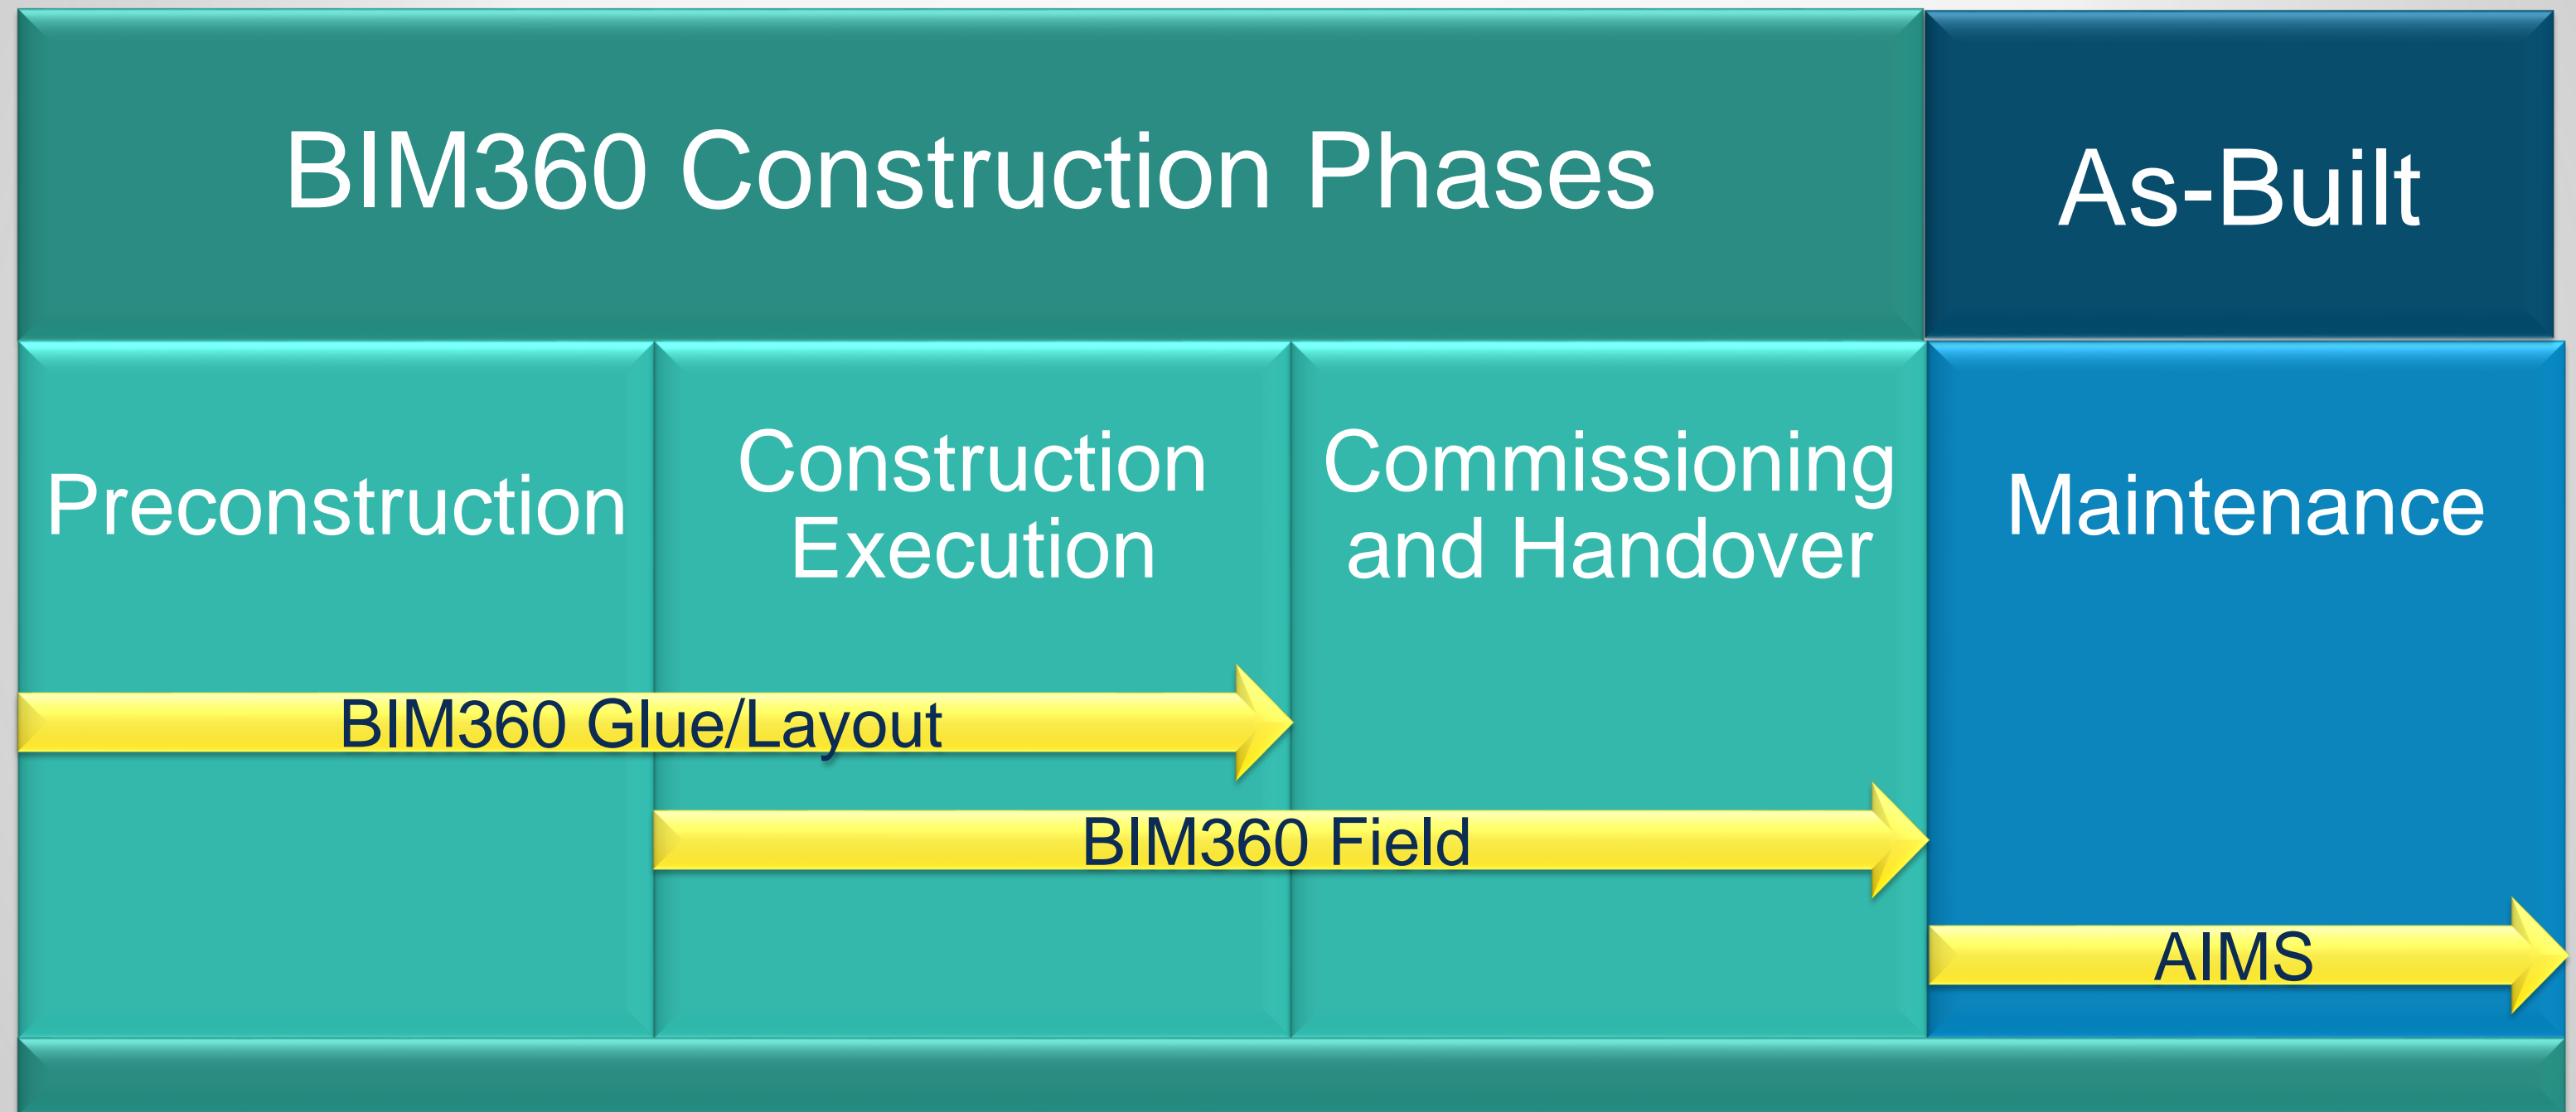 BIM360 Construction Phases
As-Built
Preconstruction
Construction
Execution
Commissioning
and Handover
Maintenance
BIM360 Glue/Layout
BIM360 Field
AIMS